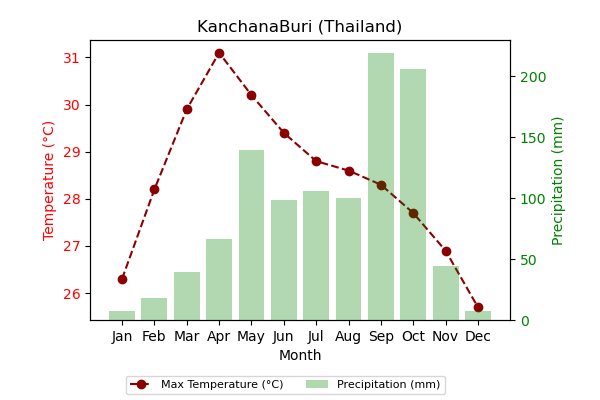 KanchanaBuri (Thailand)
31
30
29
28
27
26
Temperature (°C)
200
150
100
50
0
Precipitation (mm)
Jan Feb Mar Apr May Jun Jul Aug Sep Oct Nov Dec
Month
Max Temperature (°C) Precipitation (mm)